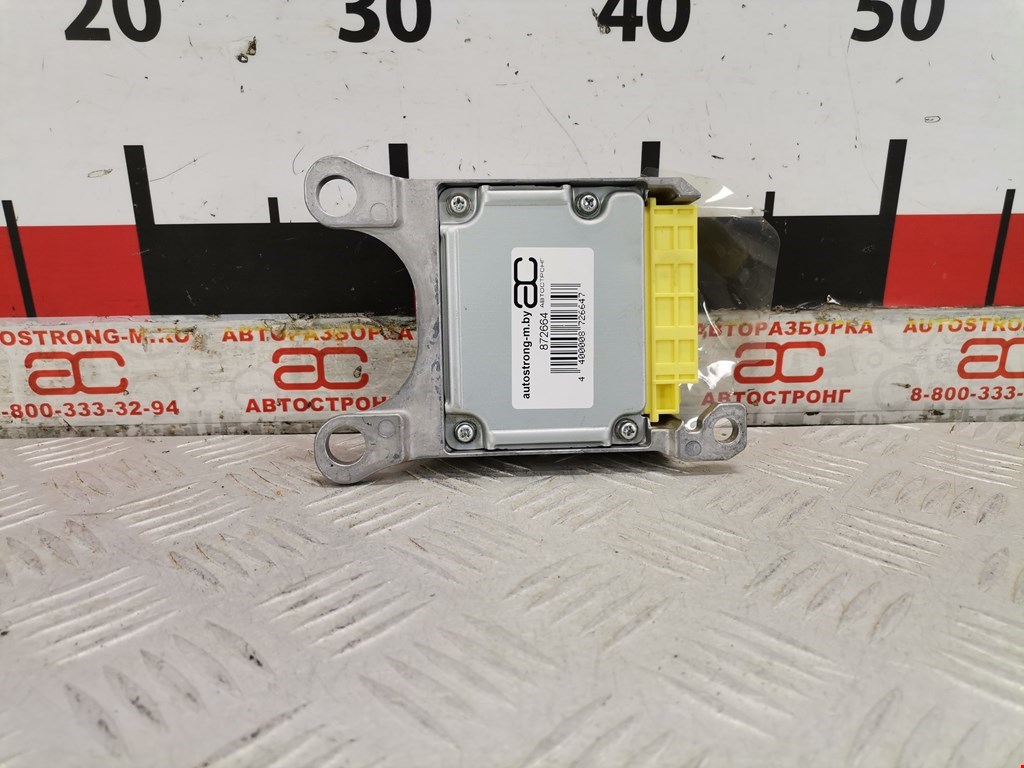 20 30 40 50
AUTOSTRONG-M.RU АВТОРАЗБОРКА АВТОРАЗБОРКА AUTOSTRONG-
ac ac ac ac
8-800-333-32-94 АВТОСТРОНГ АВТОСТРОНГ 8-800-333-
autostrong-m.by
ac
АВТОСТРОНГ
872664
4 400008 726647